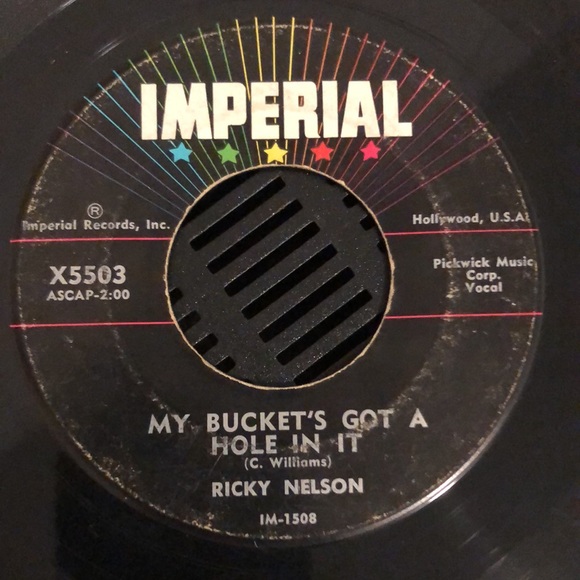 IMPERIAL
®
Imperial Records, Inc.
Hollywood, U.S.A.
X5503
ASCAP-2:00
Pickwick Music
Corp.
Vocal
MY BUCKET'S GOT A
HOLE IN IT
(C. Williams)
RICKY NELSON
IM-1508